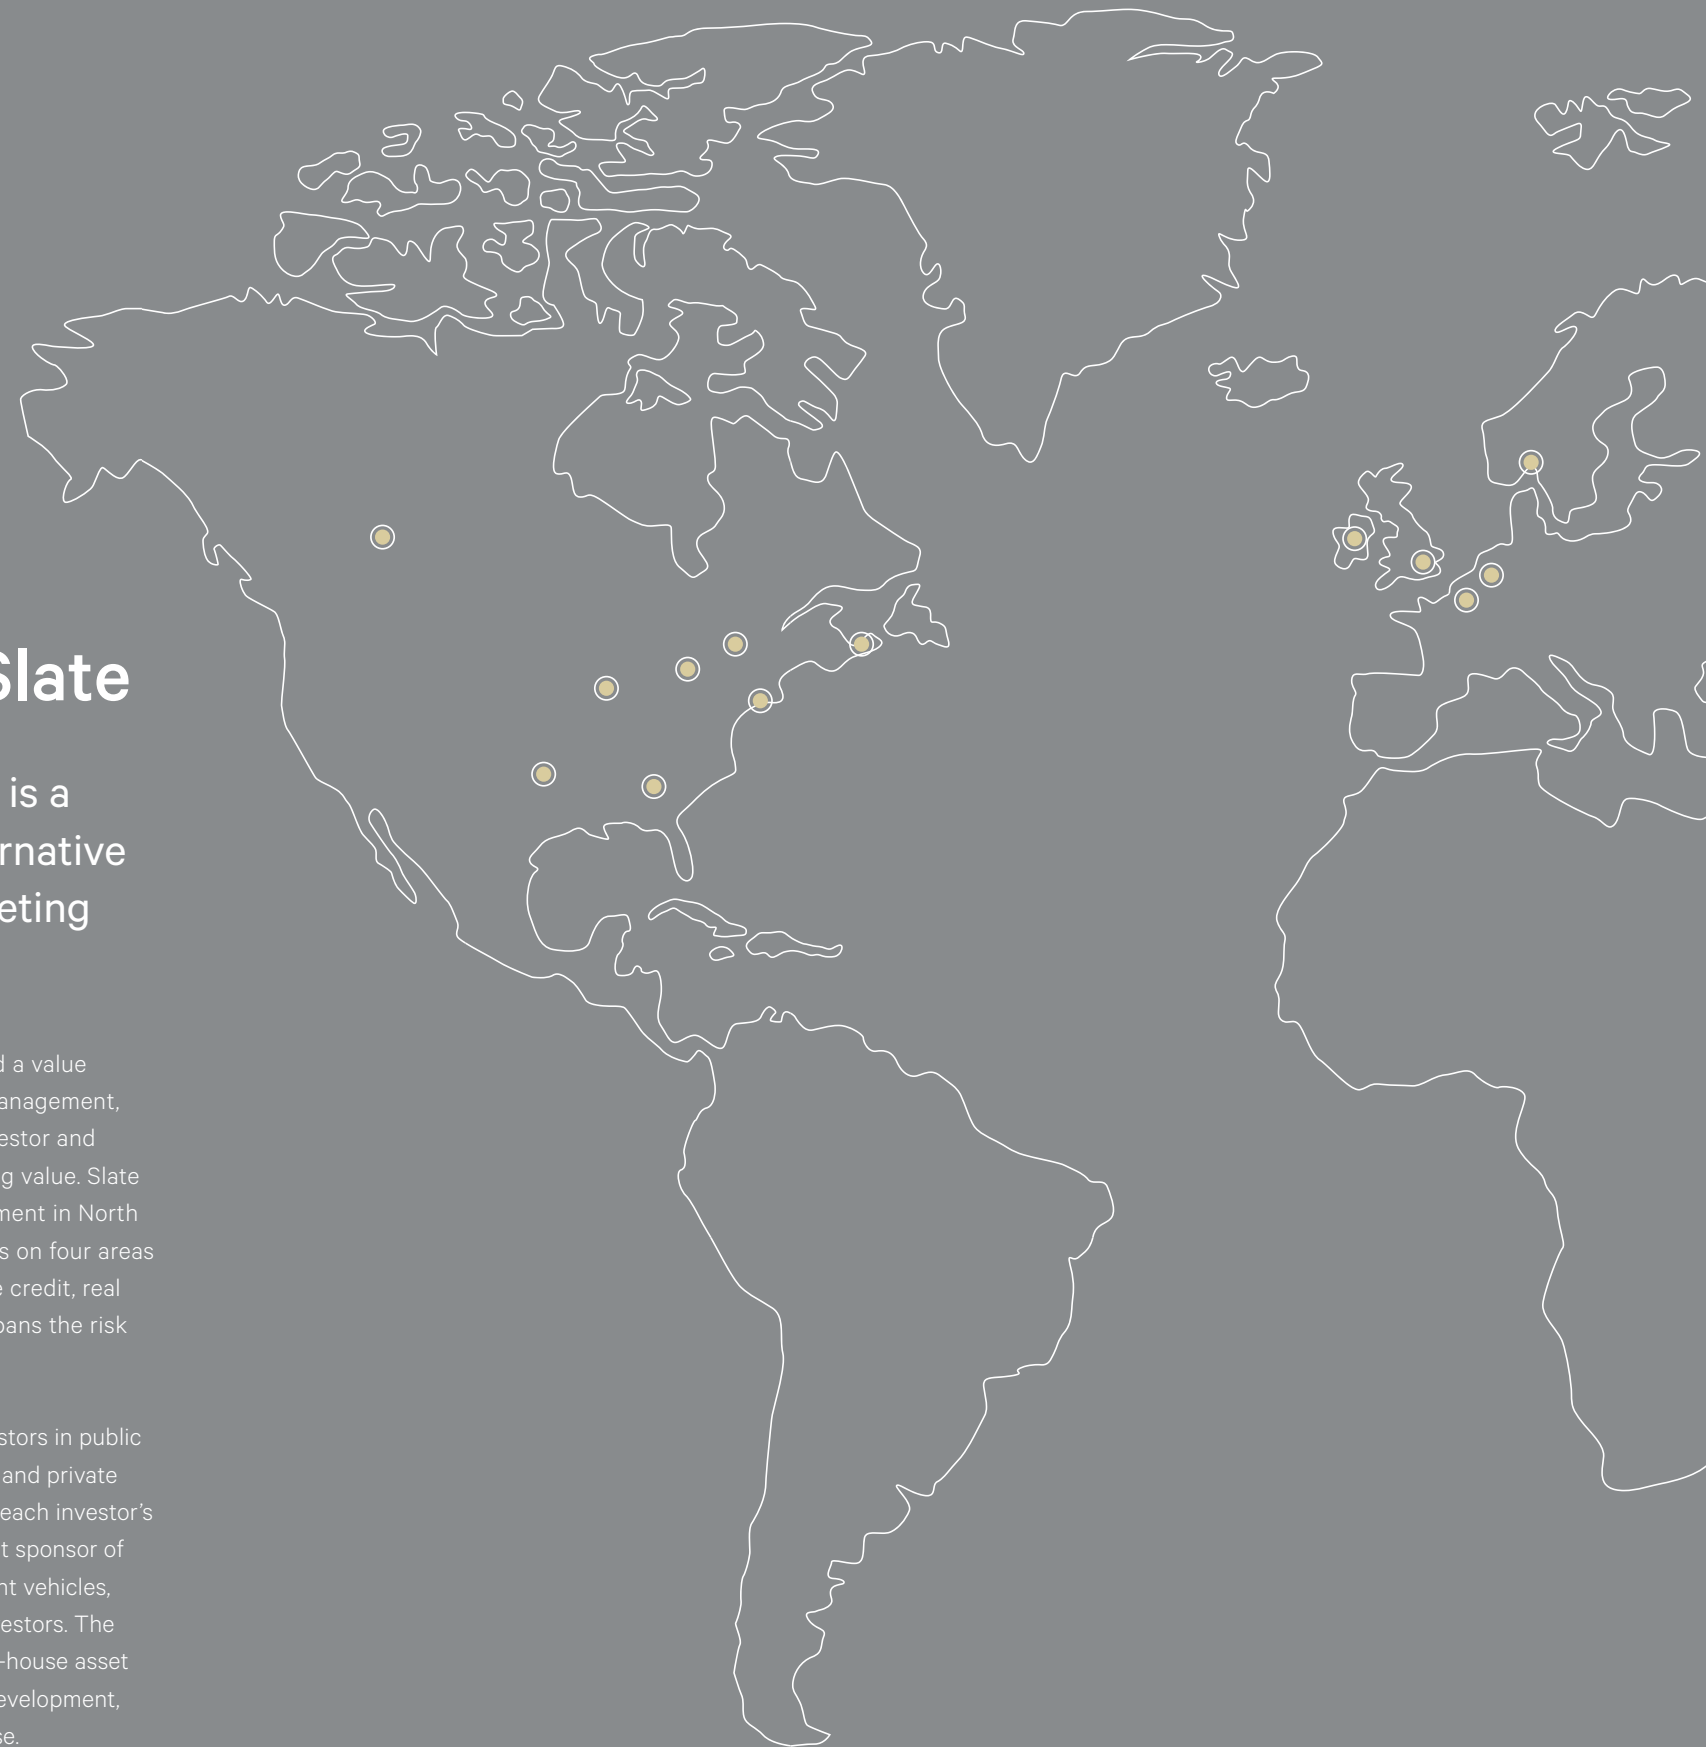 Slate
is a
rnative
eting
d a value
anagement,
estor and
g value. Slate
ment in North
s on four areas
e credit, real
pans the risk
stors in public
and private
each investor's
t sponsor of
nt vehicles,
estors. The
-house asset
evelopment,
se.